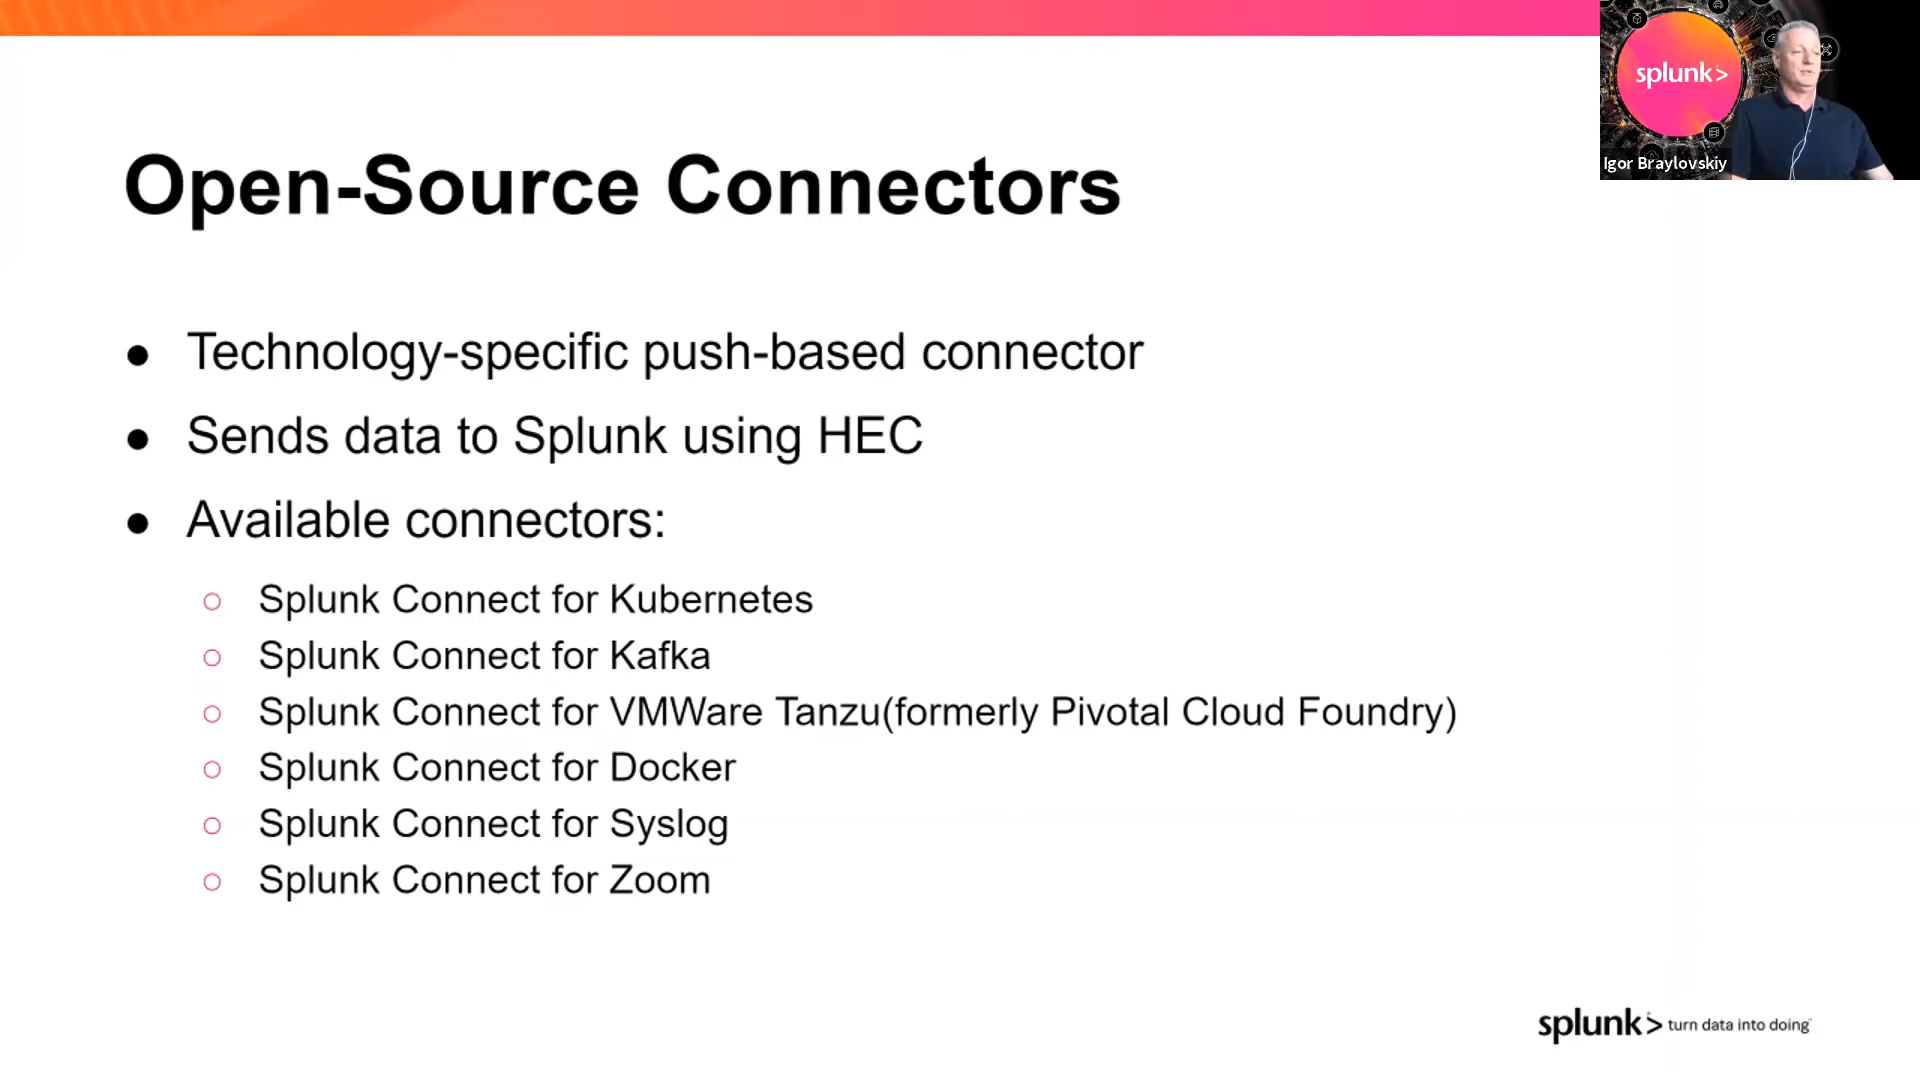 splunk>
Igor Braylovskiy
Open-Source Connectors
● Technology-specific push-based connector
● Sends data to Splunk using HEC
● Available connectors:
○ Splunk Connect for Kubernetes
○ Splunk Connect for Kafka
○ Splunk Connect for VMWare Tanzu(formerly Pivotal Cloud Foundry)
○ Splunk Connect for Docker
○ Splunk Connect for Syslog
○ Splunk Connect for Zoom
splunk> turn data into doing™